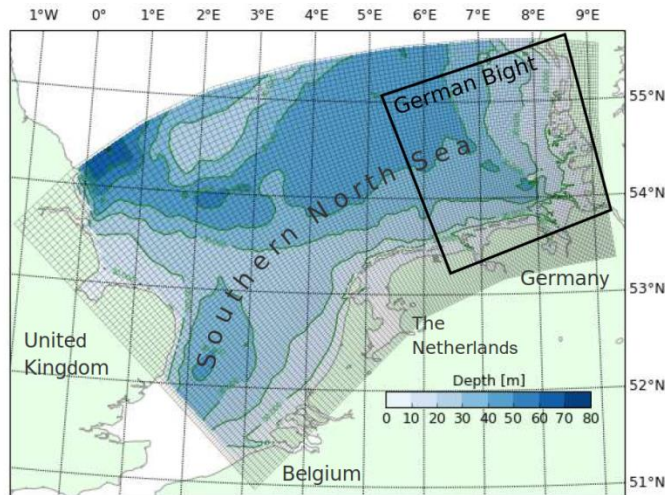 1°W 0° 1°E 2°E 3°E 4°E 5°E 6°E 7°E 8°E 9°E
German Bight
55°N
Southern North Sea
54°N
53°N
Germany
United
Kingdom
The
Netherlands
Depth [m]
0 10 20 30 40 50 60 70 80
52°N
Belgium
51°N